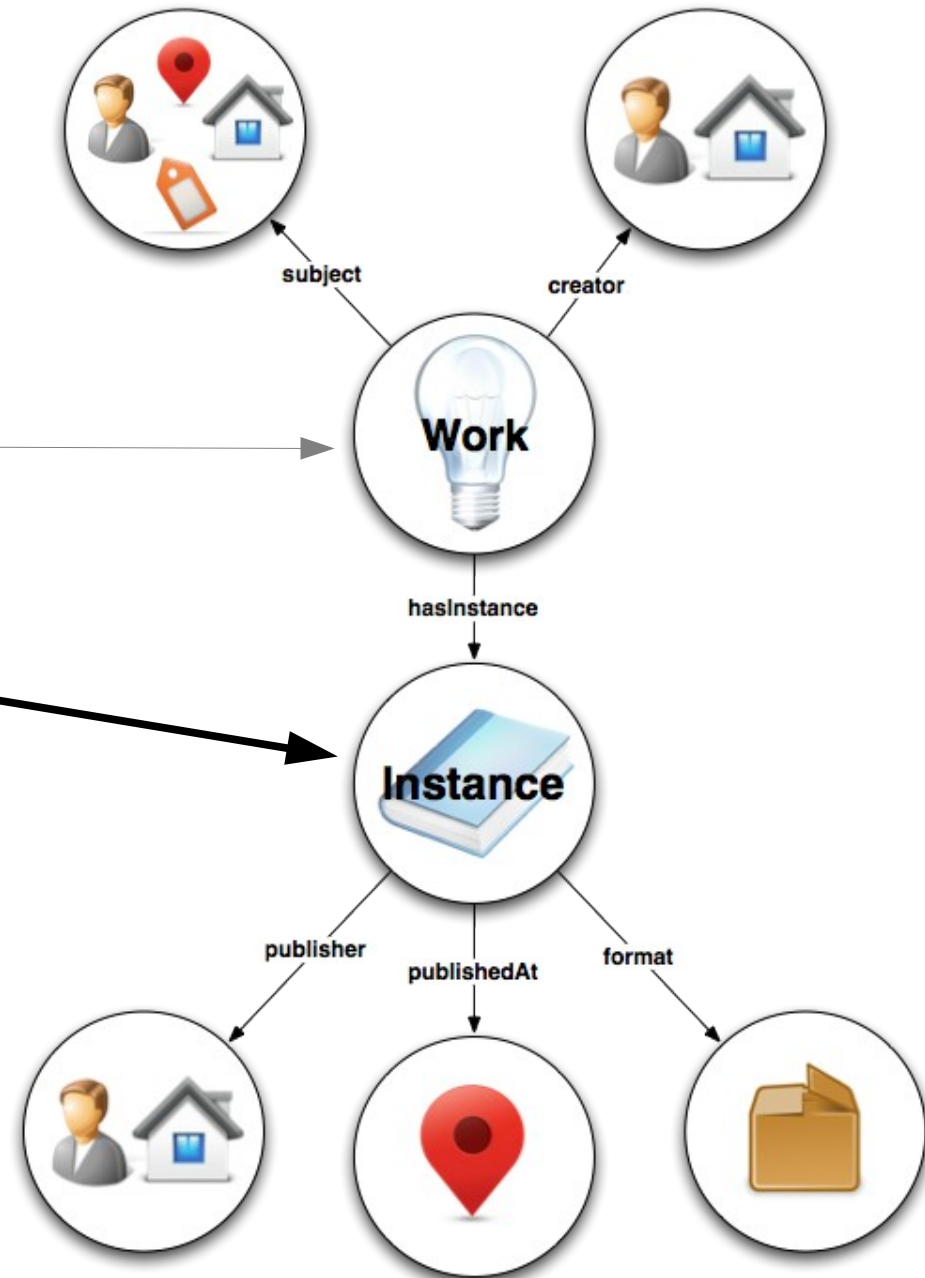 subject
creator
Work
hasInstance
Instance
publisher
publishedAt
format